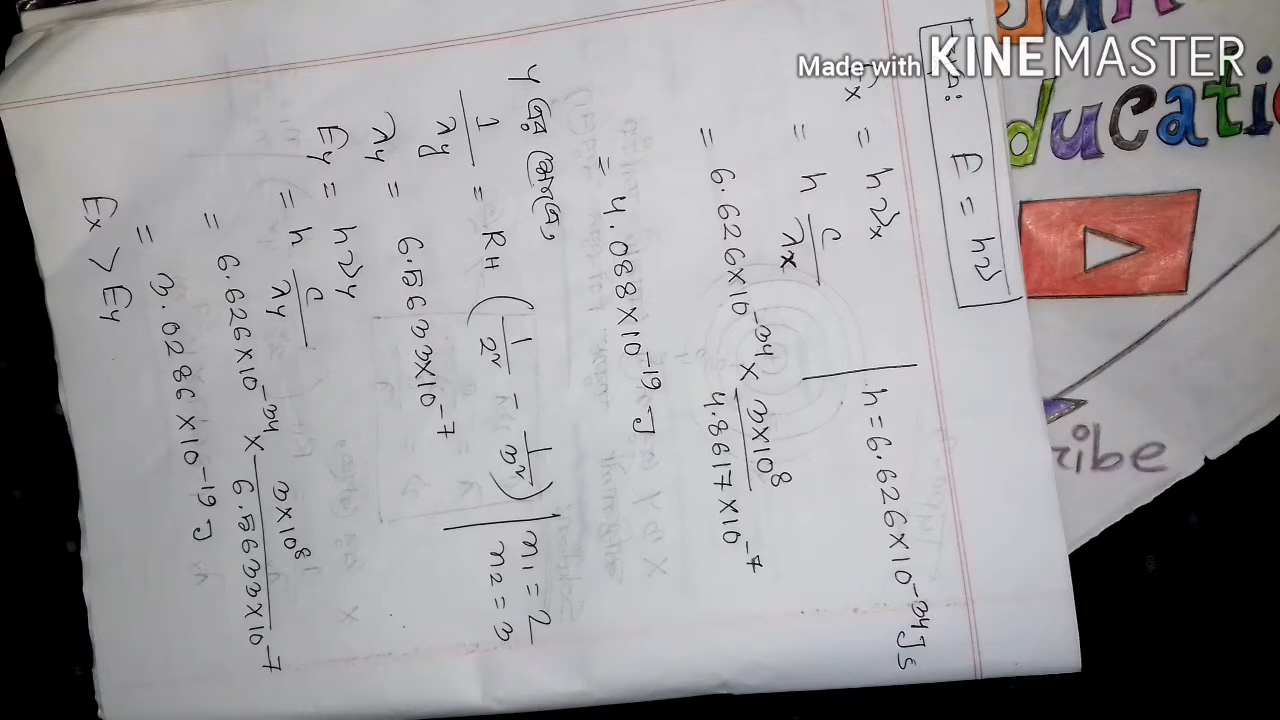 Made with KINEMASTER
ducati
ribe
E = hν
Ex = hνx
h = 6.626×10⁻³⁴Js
= h c/λx
= 6.626×10⁻³⁴ × 3×10⁸/4.8617×10⁻⁷
= 4.088×10⁻¹⁹ J
Y এর ক্ষেত্রে,
1/λy = RH (1/2² - 1/3²) | n₁ = 2
n₂ = 3
λy = 6.5633×10⁻⁷
Ey = hνy
= h c/λy
= 6.626×10⁻³⁴ × 3×10⁸/6.5633×10⁻⁷
= 3.0286×10⁻¹⁹ J
Ex > Ey